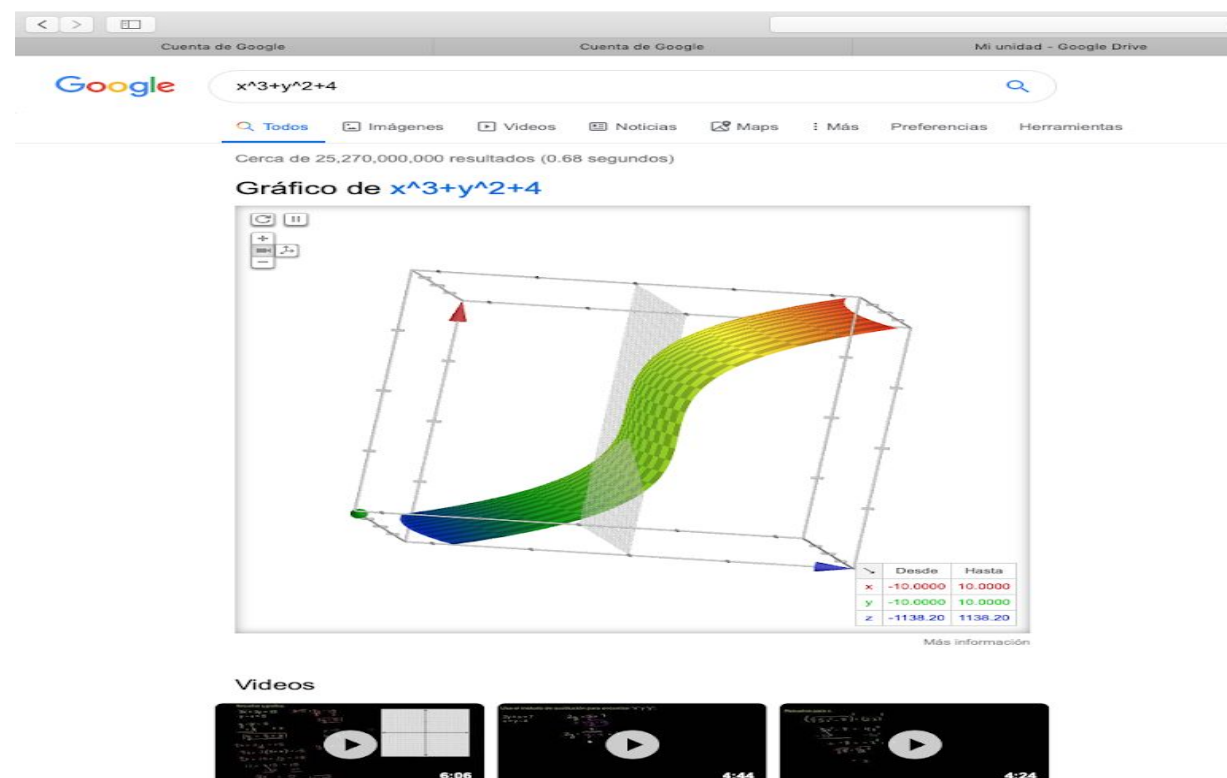 Cuenta de Google Cuenta de Google Mi unidad - Google Drive
Google x^3+y^2+4
Todos Imágenes Videos Noticias Maps Más Preferencias Herramientas
Cerca de 25,270,000,000 resultados (0.68 segundos)
Gráfico de x^3+y^2+4
Desde Hasta
x -10.0000 10.0000
y -10.0000 10.0000
z -1138.20 1138.20
Más información
Videos
6:06 4:44 4:24